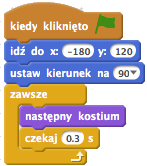 kiedy kliknięto
idź do x: -180 y: 120
ustaw kierunek na 90
zawsze
następny kostium
czekaj 0.3 s